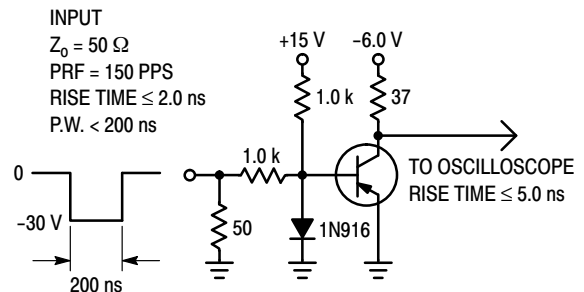 INPUT
Zo = 50 Ω
PRF = 150 PPS
RISE TIME ≤ 2.0 ns
P.W. < 200 ns
+15 V
−6.0 V
1.0 k
37
1.0 k
TO OSCILLOSCOPE
RISE TIME ≤ 5.0 ns
0
−30 V
50
1N916
200 ns